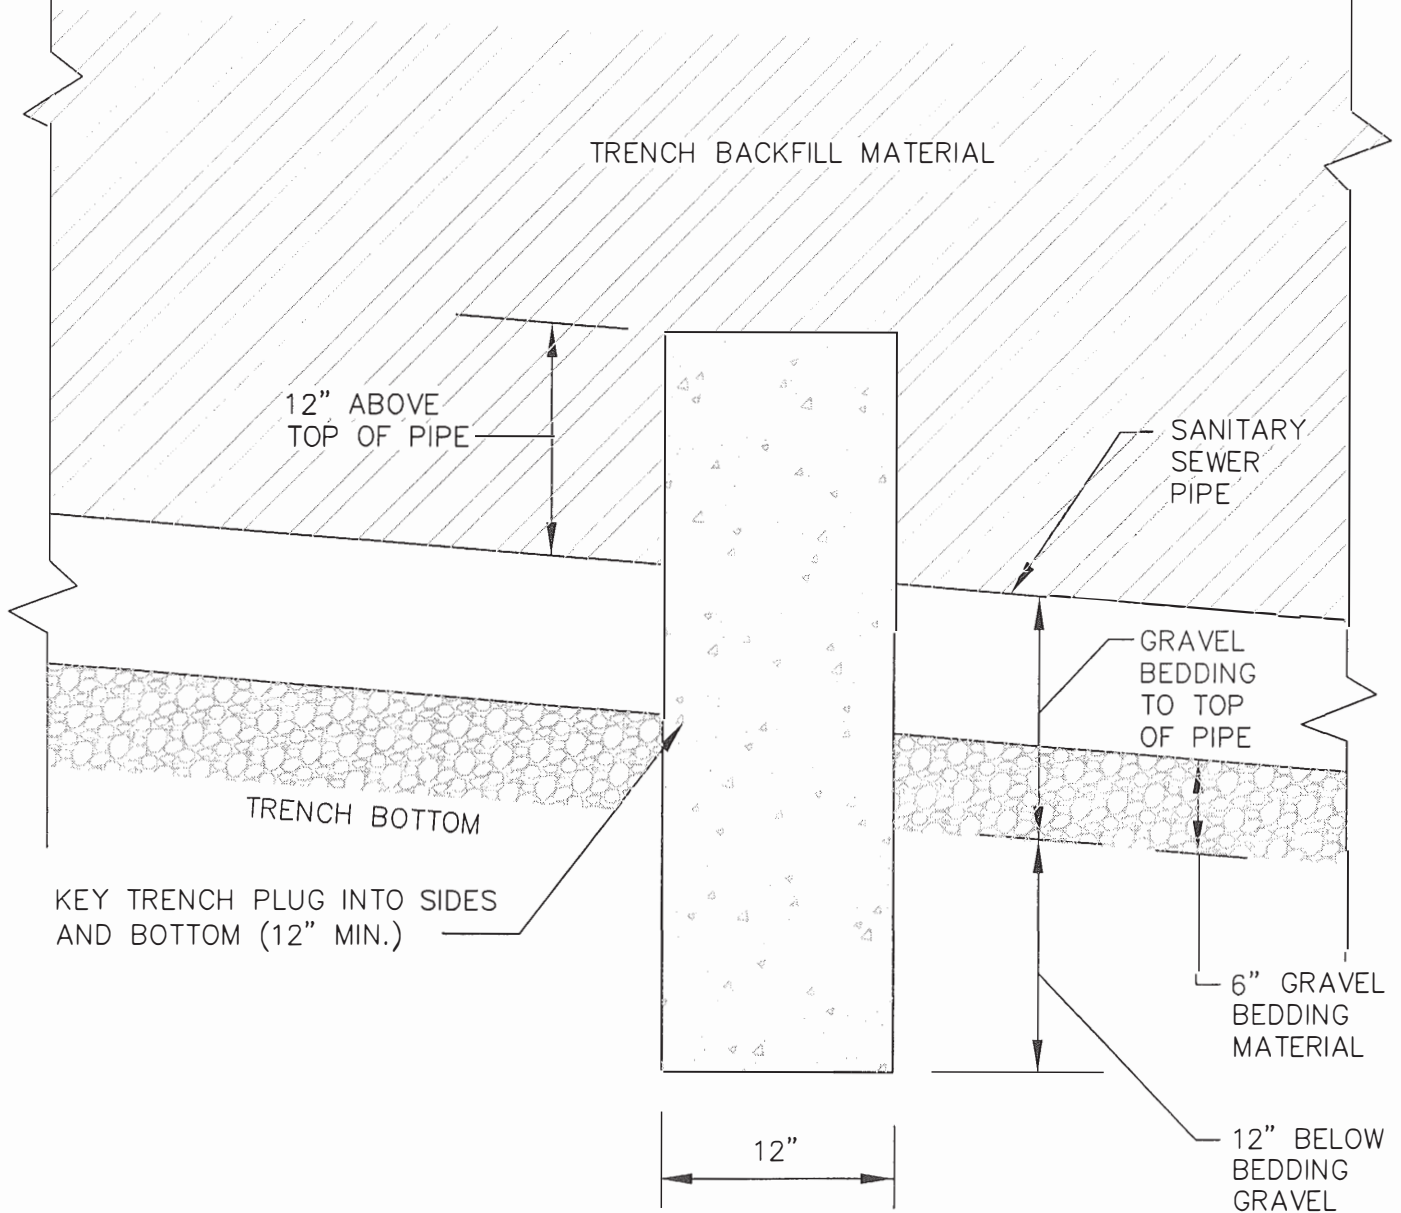 TRENCH BACKFILL MATERIAL
12" ABOVE
TOP OF PIPE
SANITARY
SEWER
PIPE
GRAVEL
BEDDING
TO TOP
OF PIPE
TRENCH BOTTOM
KEY TRENCH PLUG INTO SIDES
AND BOTTOM (12" MIN.)
6" GRAVEL
BEDDING
MATERIAL
12"
12" BELOW
BEDDING
GRAVEL